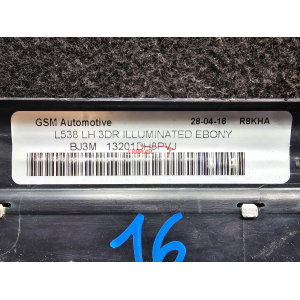 GSM Automotive 28-04-16 R8KHA
L538 LH 3DR ILLUMINATED EBONY
BJ3M 13201DH8PVJ
16